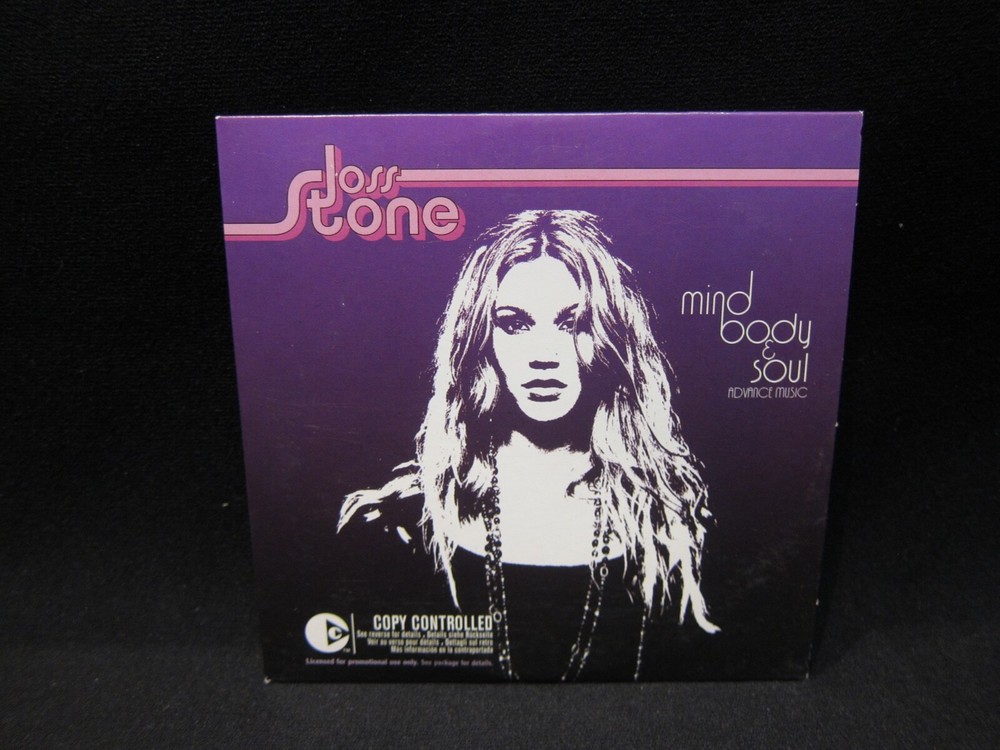 Joss
Stone
mind
body
&
soul
ADVANCE MUSIC
COPY CONTROLLED
See reverse for details . Details siehe Rückseite
Voir au verso pour détails . Dettagli sul retro
Más información en la contraportada
Licensed for promotional use only. See package for details.